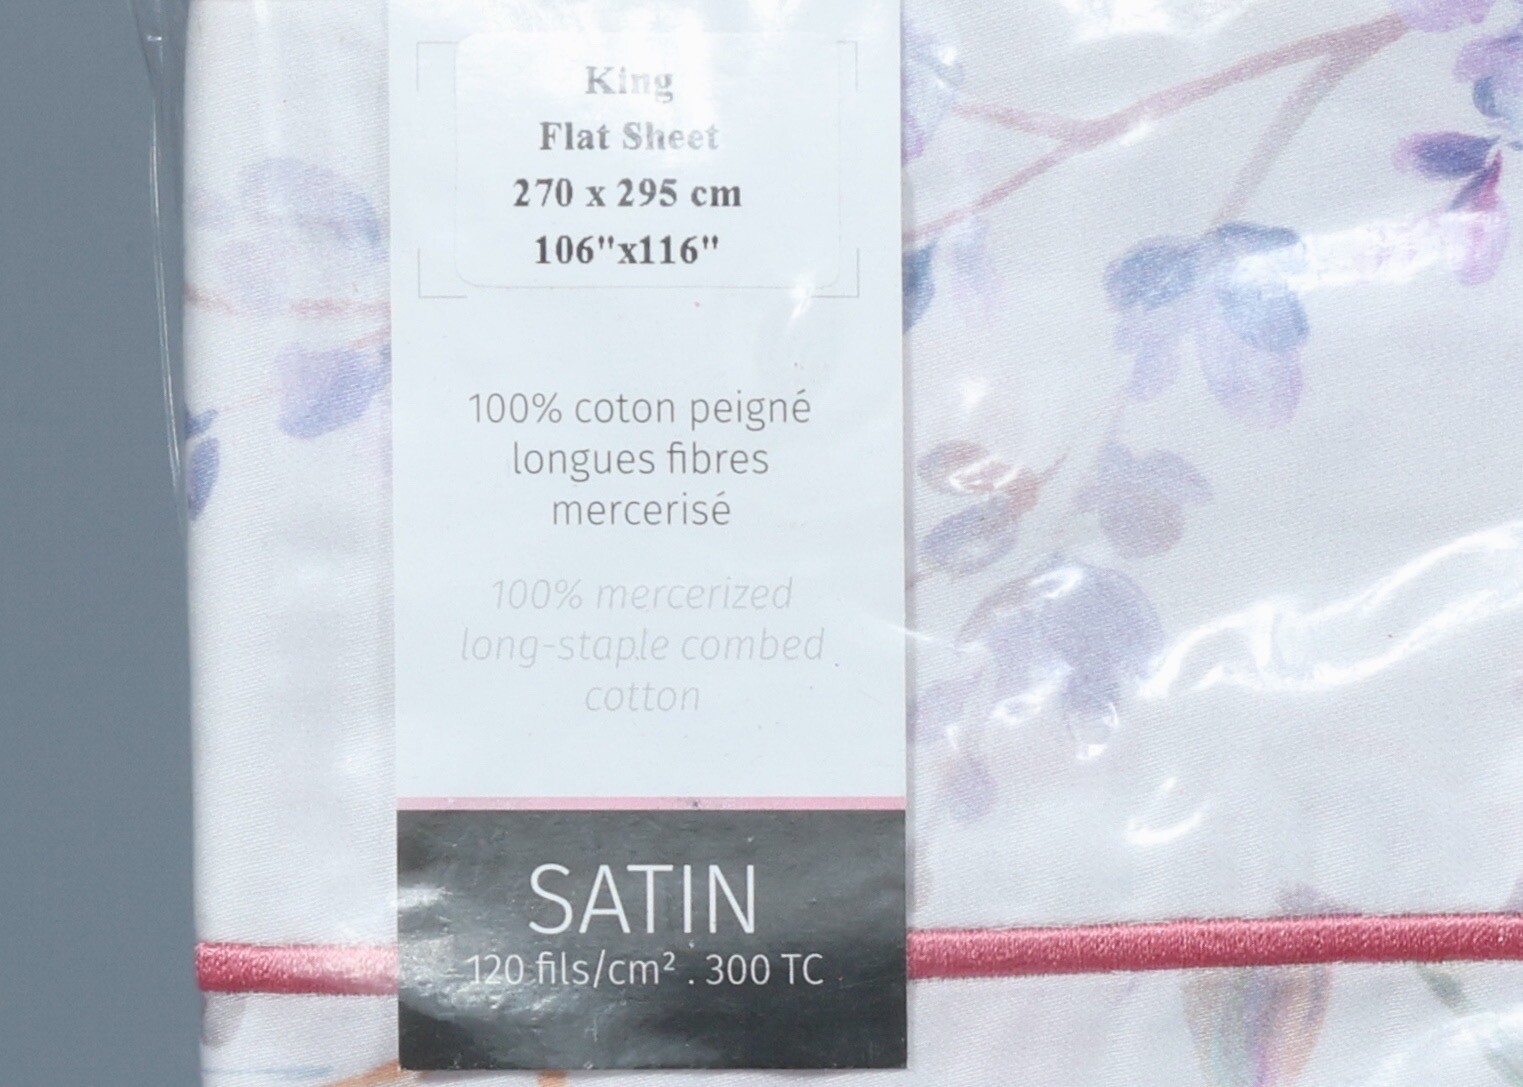 King
Flat Sheet
270 x 295 cm
106"x116"
100% coton peigné
longues fibres
mercerisé
100% mercerized
long-staple combed
cotton
SATIN
120 fils/cm² . 300 TC